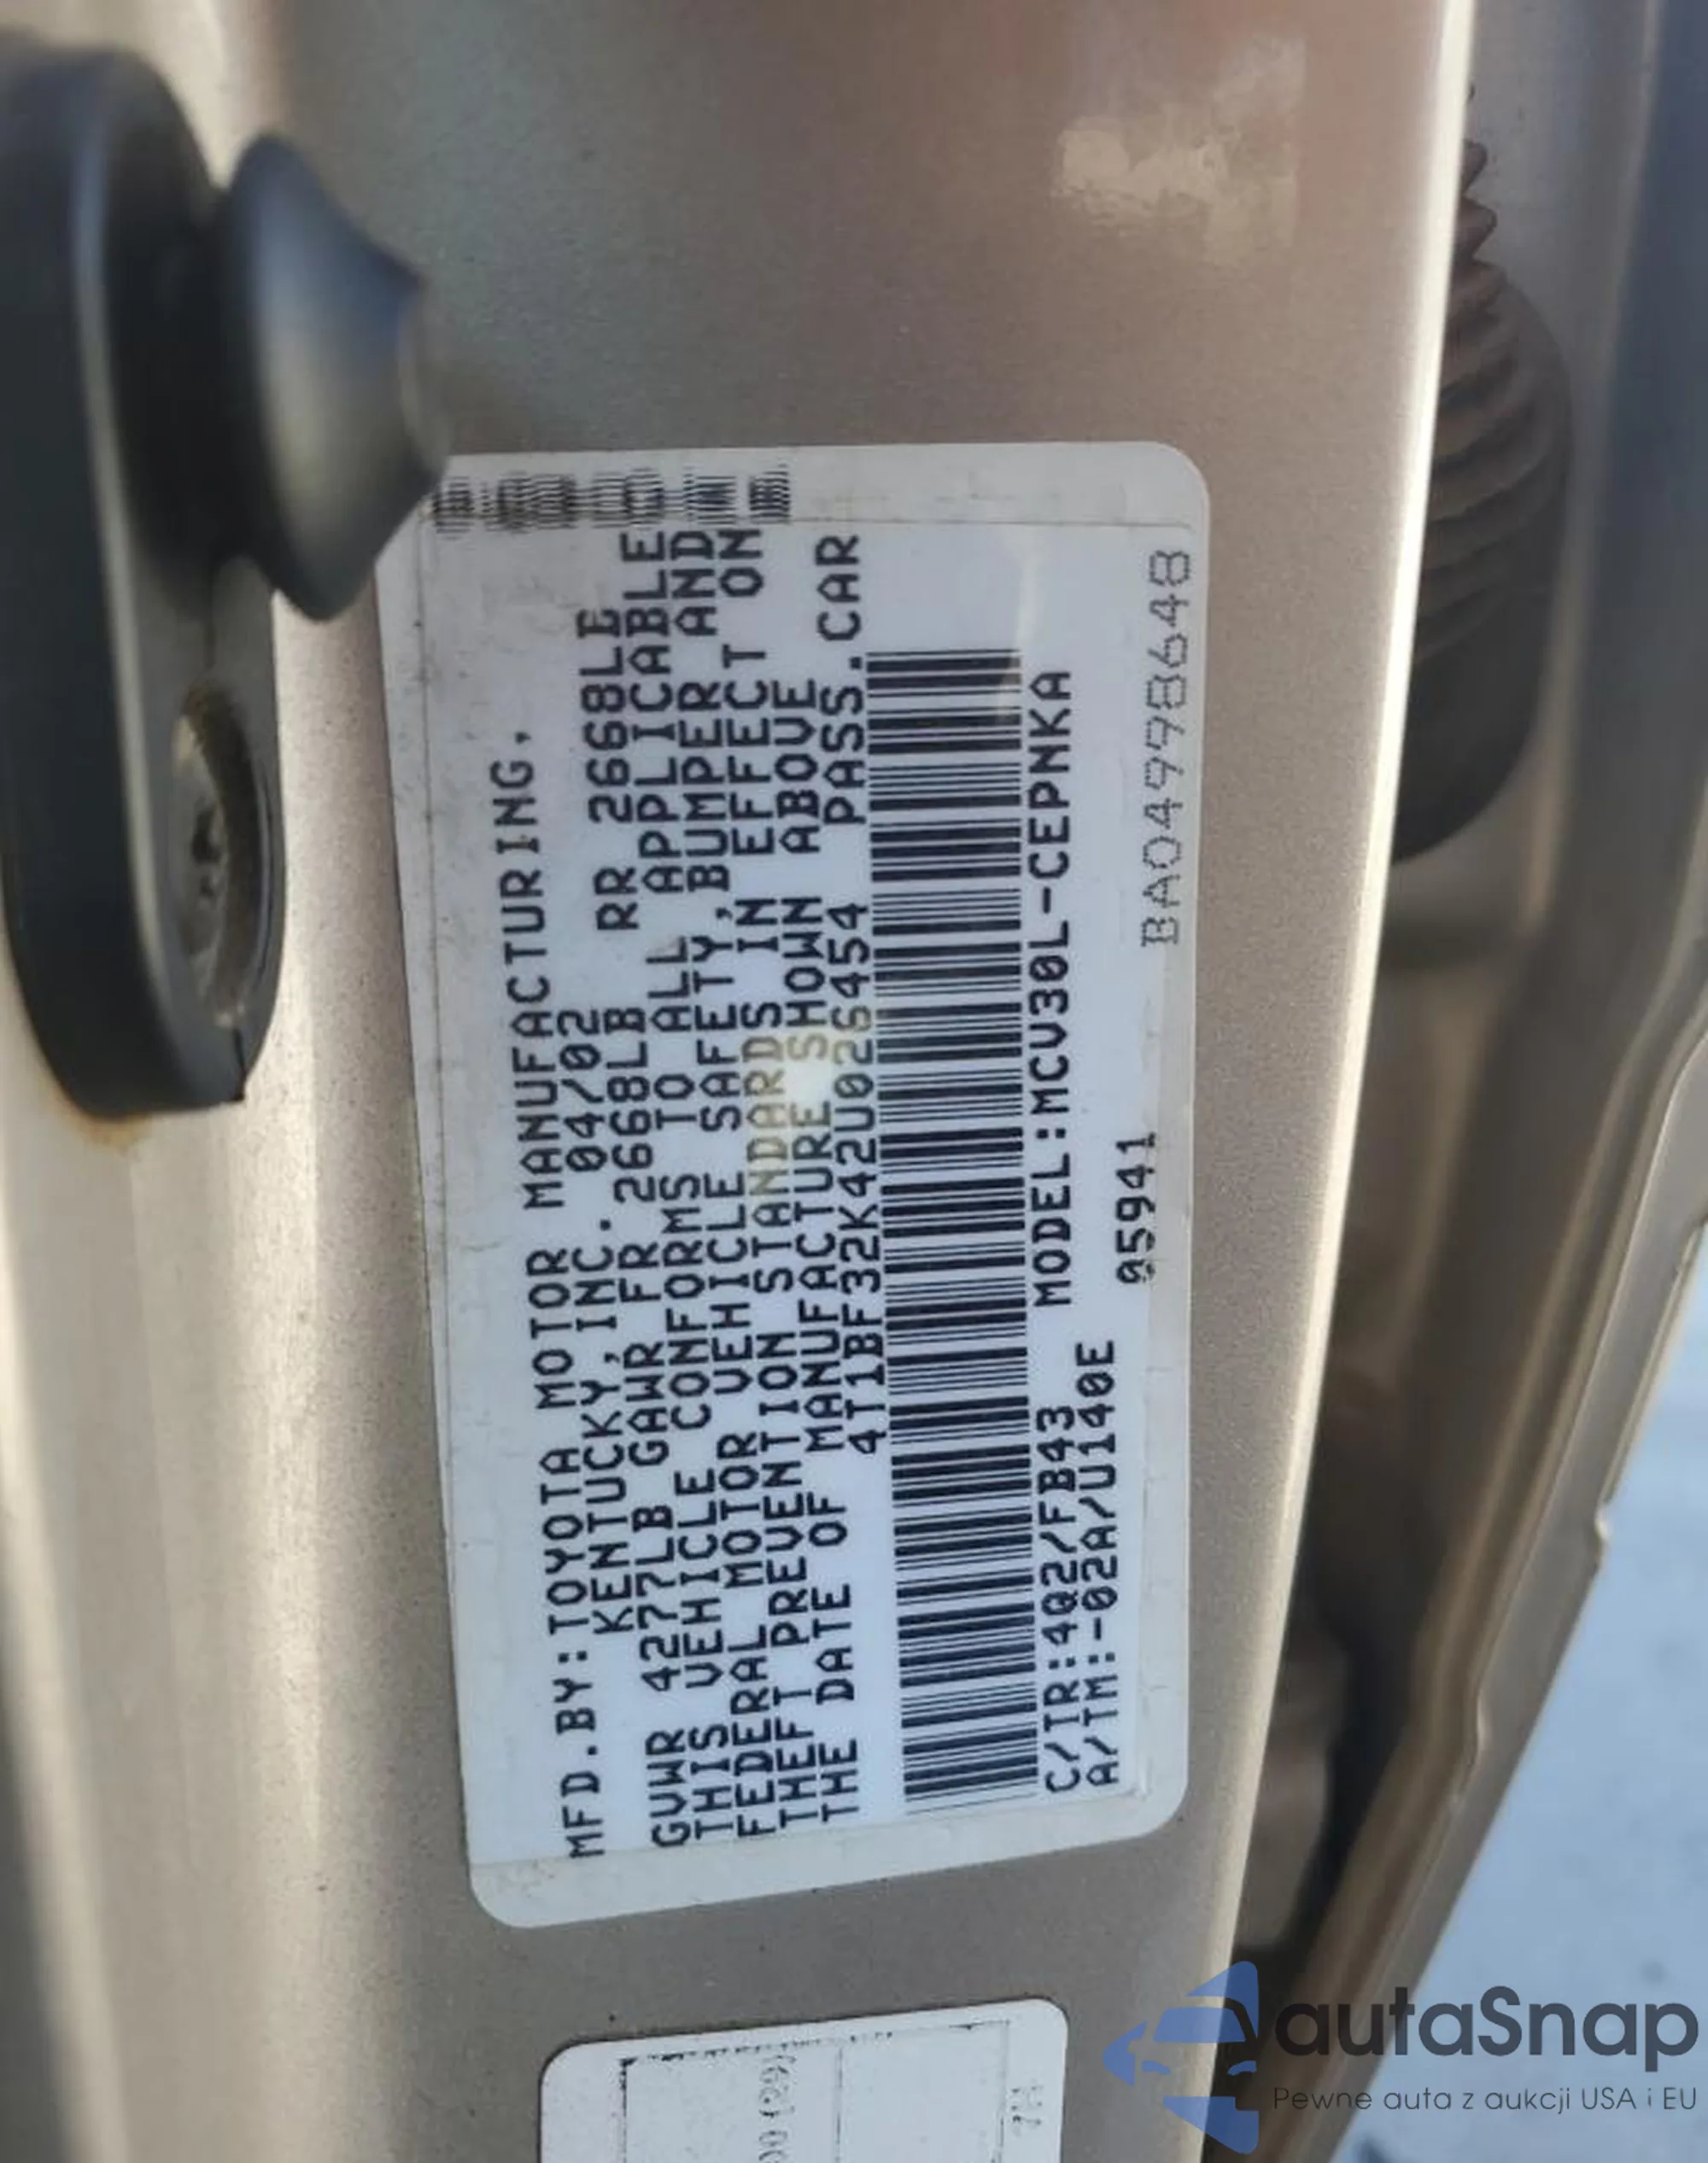 MFD.BY:TOYOTA MOTOR MANUFACTURING,
KENTUCKY,INC. 04/02
GVWR 4277LB GAWR FR 2668LB RR 2668LB
THIS VEHICLE CONFORMS TO ALL APPLICABLE
FEDERAL MOTOR VEHICLE SAFETY,BUMPER AND
THEFT PREVENTION STANDARDS IN EFFECT ON
THE DATE OF MANUFACTURE SHOWN ABOVE
4T1BF32K42U026454 PASS.CAR
C/TR:4Q2/FB43 MODEL:MCV30L-CEPNKA
A/TM:-02A/U140E 95941
BA04998648
autaSnap
Pewne auta z aukcji USA i EU